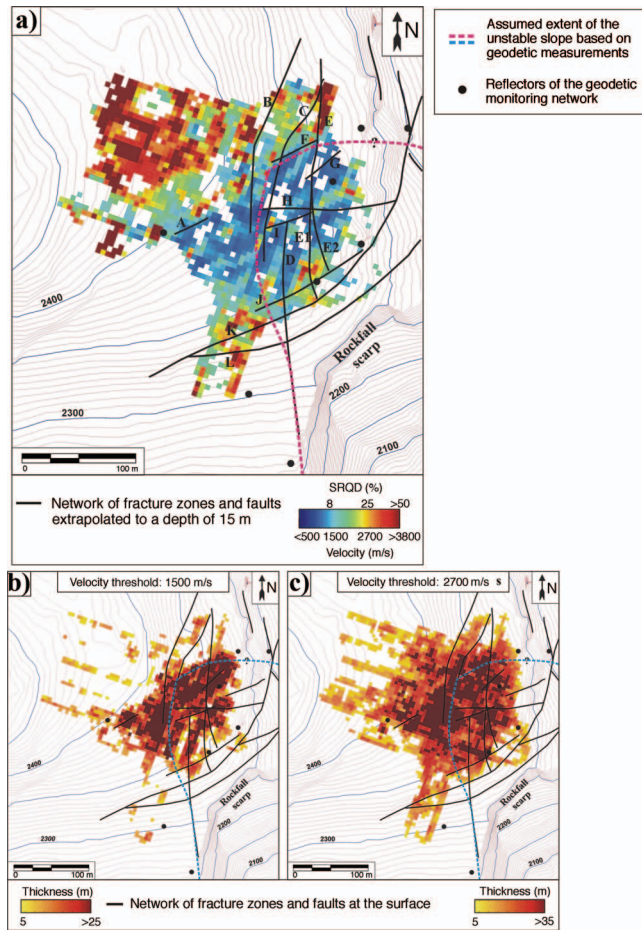 a)
N
B
C
E
F
?
G
H
A
I
E1
E2
D
J
K
L
2400
2300
2200
2100
Rockfall
scarp
0 100 m
Assumed extent of the
unstable slope based on
geodetic measurements
Reflectors of the geodetic
monitoring network
Network of fracture zones and faults
extrapolated to a depth of 15 m
SRQD (%)
8 25 >50
<500 1500 2700 >3800
Velocity (m/s)
b)
Velocity threshold: 1500 m/s
N
?
2400
2300
2200
2100
Rockfall
scarp
0 100 m
c)
Velocity threshold: 2700 m/s s
N
?
2400
2300
2200
2100
Rockfall
scarp
0 100 m
Thickness (m)
5 >25
Network of fracture zones and faults at the surface
Thickness (m)
5 >35